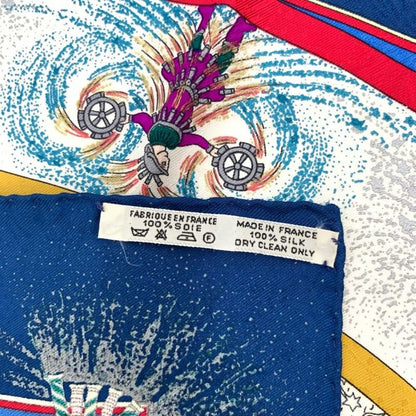 FABRIQUE EN FRANCE
100% SOIE
MADE IN FRANCE
100% SILK
DRY CLEAN ONLY